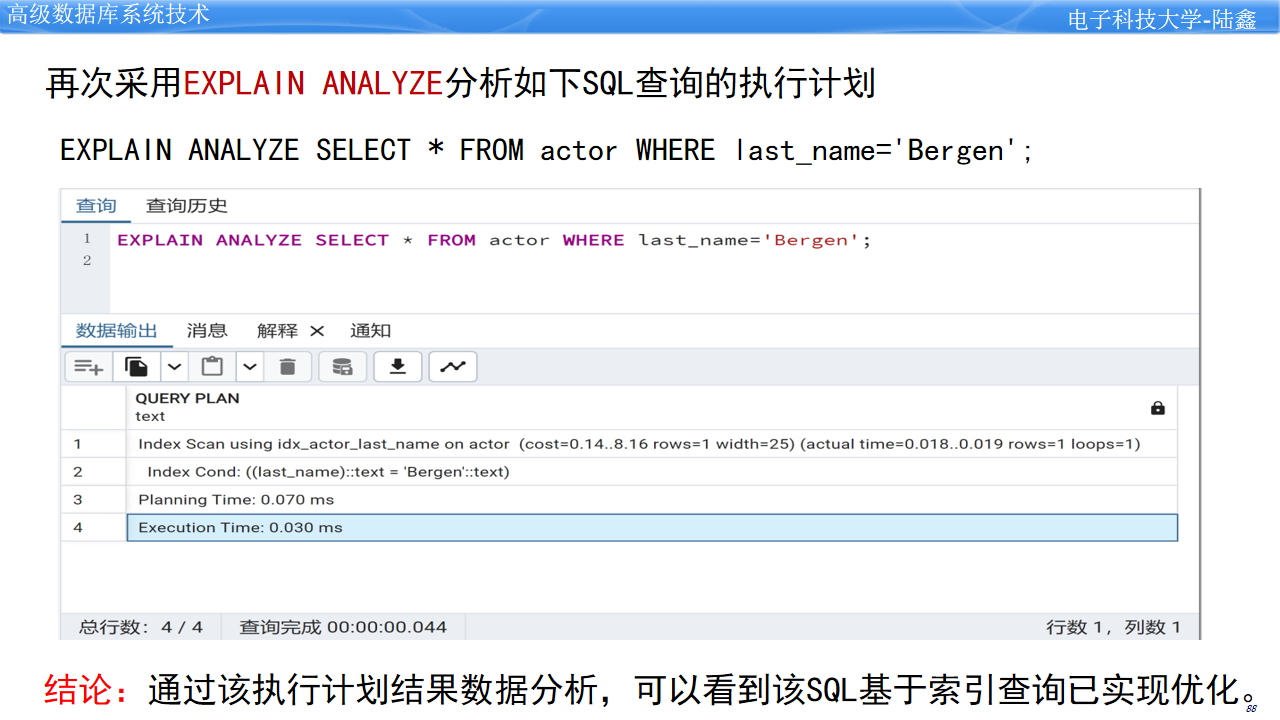 高级数据库系统技术
电子科技大学-陆鑫
再次采用EXPLAIN ANALYZE分析如下SQL查询的执行计划
EXPLAIN ANALYZE SELECT * FROM actor WHERE last_name='Bergen';
查询 查询历史
1 EXPLAIN ANALYZE SELECT * FROM actor WHERE last_name='Bergen';
2
数据输出 消息 解释 × 通知
QUERY PLAN
text
1 Index Scan using idx_actor_last_name on actor (cost=0.14..8.16 rows=1 width=25) (actual time=0.018..0.019 rows=1 loops=1)
2 Index Cond: ((last_name)::text = 'Bergen'::text)
3 Planning Time: 0.070 ms
4 Execution Time: 0.030 ms
总行数：4 / 4 查询完成 00:00:00.044 行数 1，列数 1
结论：通过该执行计划结果数据分析，可以看到该SQL基于索引查询已实现优化。
88